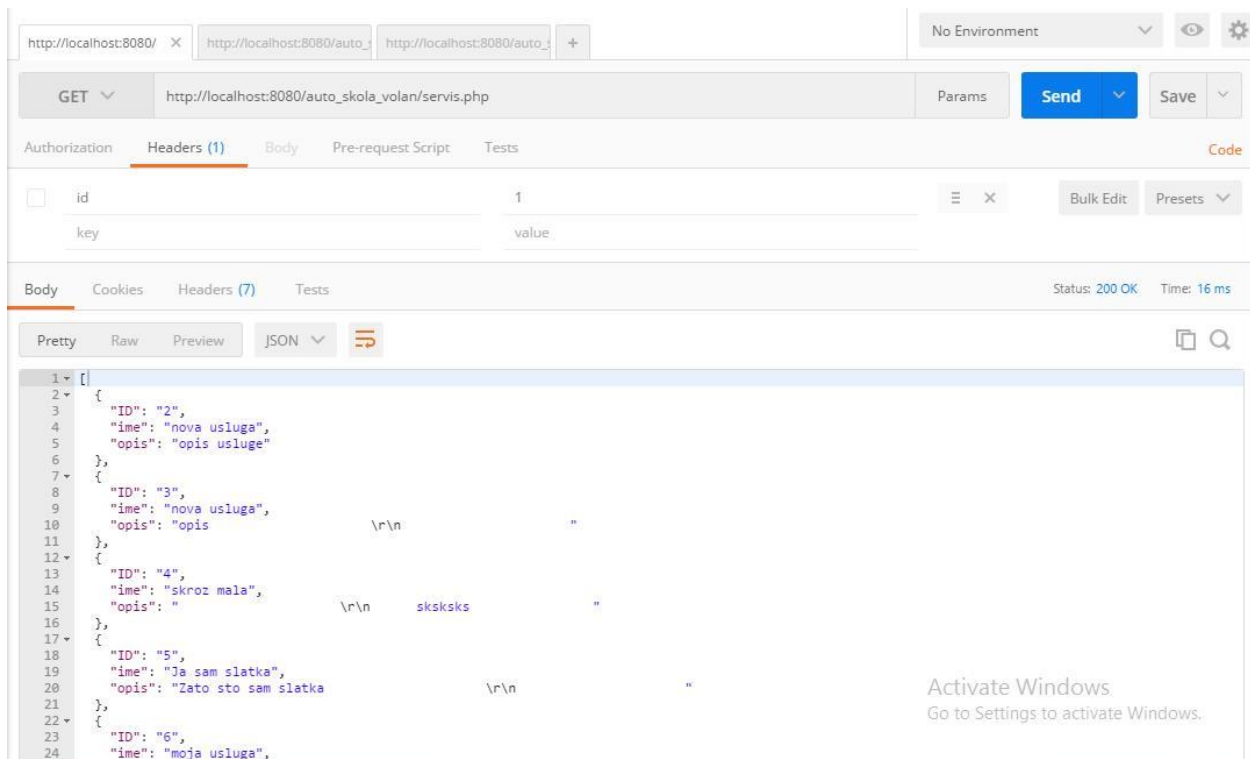 http://localhost:8080/ × http://localhost:8080/auto_s http://localhost:8080/auto_s + No Environment
GET http://localhost:8080/auto_skola_volan/servis.php Params Send Save
Authorization Headers (1) Body Pre-request Script Tests Code
id 1 Bulk Edit Presets
key value
Body Cookies Headers (7) Tests Status: 200 OK Time: 16 ms
Pretty Raw Preview JSON
1 [
2 {
3 "ID": "2",
4 "ime": "nova usluga",
5 "opis": "opis usluge"
6 },
7 {
8 "ID": "3",
9 "ime": "nova usluga",
10 "opis": "opis \r\n "
11 },
12 {
13 "ID": "4",
14 "ime": "skroz mala",
15 "opis": " \r\n sksksks "
16 },
17 {
18 "ID": "5",
19 "ime": "Ja sam slatka",
20 "opis": "Zato sto sam slatka \r\n "
21 },
22 {
23 "ID": "6",
24 "ime": "moja usluga",
Activate Windows
Go to Settings to activate Windows.